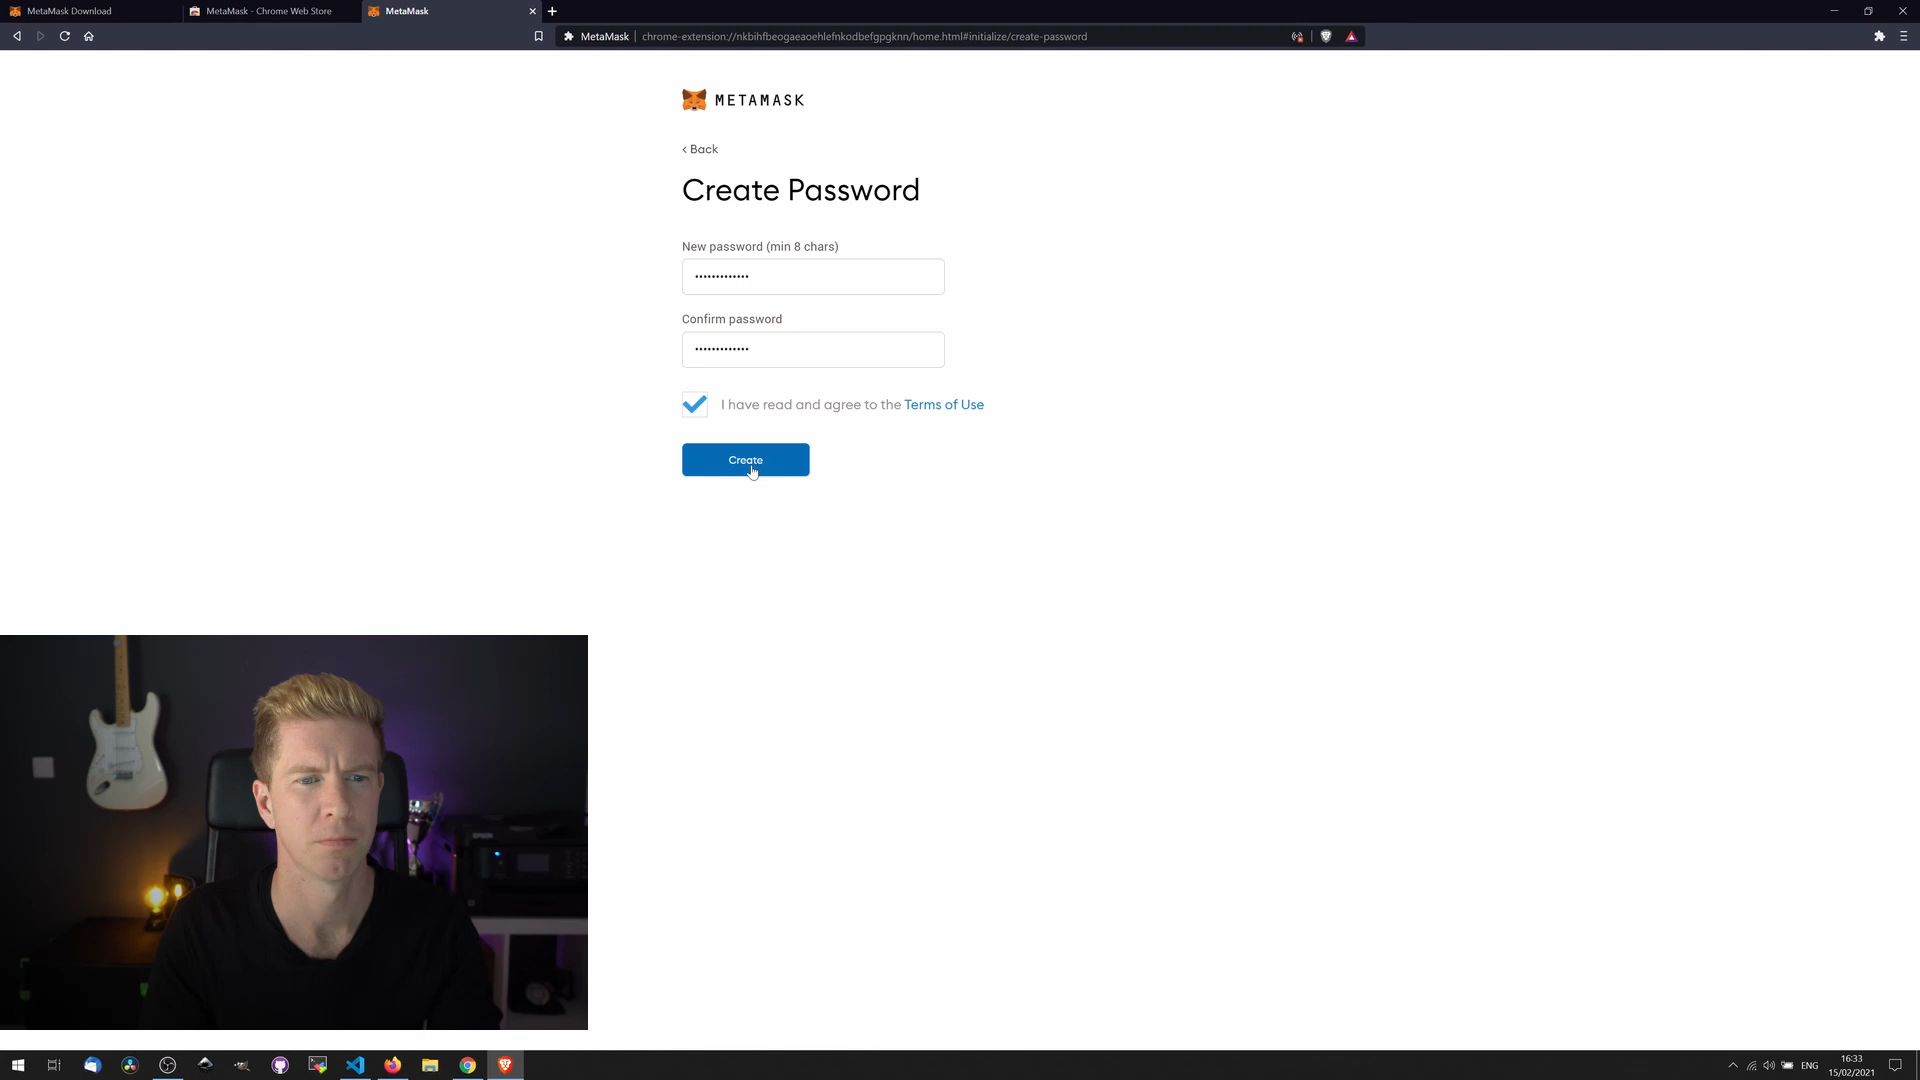 MetaMask Download
MetaMask - Chrome Web Store
MetaMask
MetaMask
chrome-extension://nkbihfbeogaeaoehlefnkodbefgpgknn/home.html#initialize/create-password
METAMASK
< Back
Create Password
New password (min 8 chars)
•••••••••••••
Confirm password
•••••••••••••
I have read and agree to the Terms of Use
Create
EPSON
ENG
16:33
15/02/2021